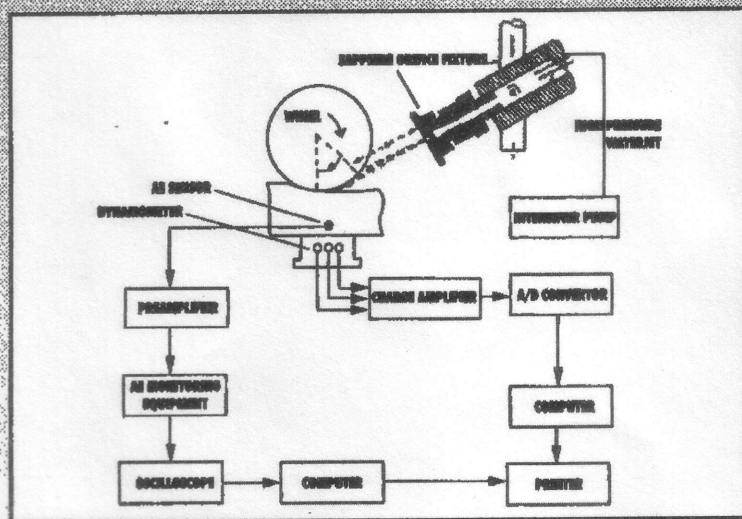 SAPPHIRE ORIFICE FIXTURE
WHEEL
HIGH PRESSURE
WATERJET
AE SENSOR
DYNAMOMETER
INTENSIFIER PUMP
PREAMPLIFIER
CHARGE AMPLIFIER
A/D CONVERTOR
AE MONITORING
EQUIPMENT
COMPUTER
OSCILLOSCOPE
COMPUTER
PRINTER